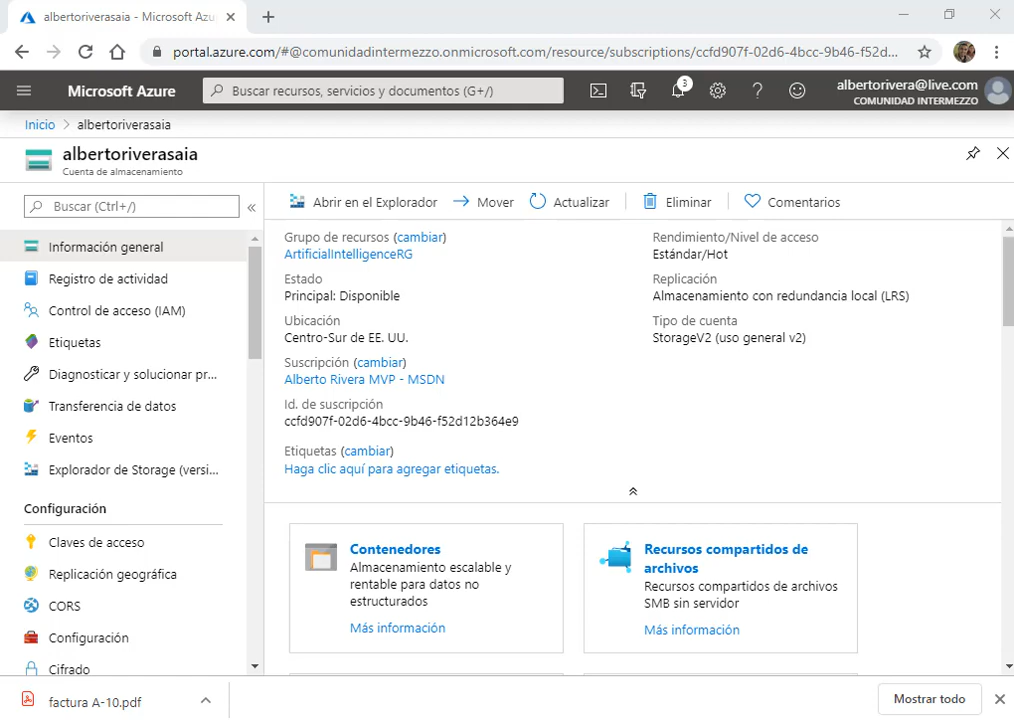 albertoriverasaia - Microsoft Azu
portal.azure.com/#@comunidadintermezzo.onmicrosoft.com/resource/subscriptions/ccfd907f-02d6-4bcc-9b46-f52d...
Microsoft Azure
Buscar recursos, servicios y documentos (G+/)
3
albertorivera@live.com
COMUNIDAD INTERMEZZO
Inicio > albertoriverasaia
albertoriverasaia
Cuenta de almacenamiento
Buscar (Ctrl+/)
Información general
Registro de actividad
Control de acceso (IAM)
Etiquetas
Diagnosticar y solucionar pr...
Transferencia de datos
Eventos
Explorador de Storage (versi...
Configuración
Claves de acceso
Replicación geográfica
CORS
Configuración
Cifrado
Abrir en el Explorador
Mover
Actualizar
Eliminar
Comentarios
Grupo de recursos (cambiar)
ArtificialIntelligenceRG
Estado
Principal: Disponible
Ubicación
Centro-Sur de EE. UU.
Suscripción (cambiar)
Alberto Rivera MVP - MSDN
Id. de suscripción
ccfd907f-02d6-4bcc-9b46-f52d12b364e9
Etiquetas (cambiar)
Haga clic aquí para agregar etiquetas.
Rendimiento/Nivel de acceso
Estándar/Hot
Replicación
Almacenamiento con redundancia local (LRS)
Tipo de cuenta
StorageV2 (uso general v2)
Contenedores
Almacenamiento escalable y
rentable para datos no
estructurados
Más información
Recursos compartidos de
archivos
Recursos compartidos de archivos
SMB sin servidor
Más información
factura A-10.pdf
Mostrar todo